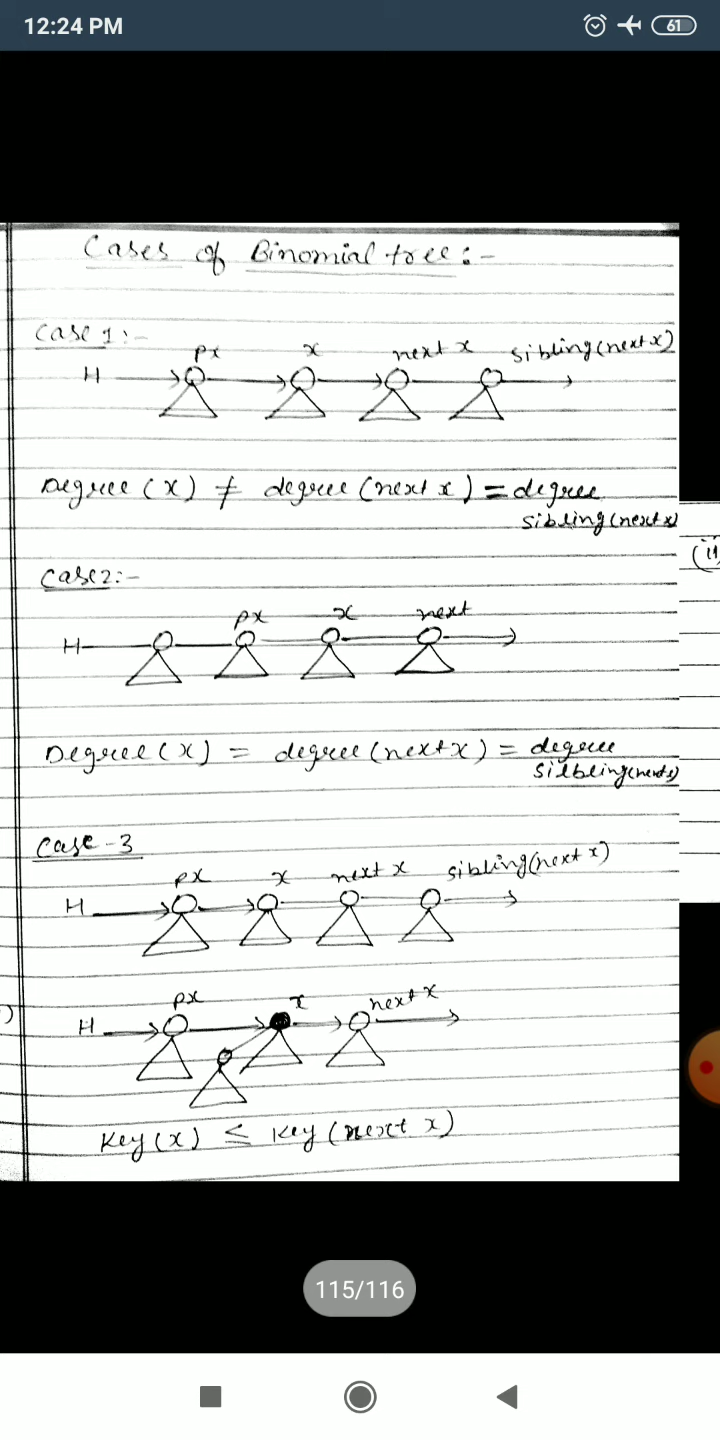 12:24 PM
61
Cases of Binomial tree :-
Case 1 :-
px x next x sibling(next x)
H
Degree (x) ≠ degree (next x) = degree
sibling(next x)
(ii
Case 2 :-
px x next
H
Degree (x) = degree (next x) = degree
Silbling(next x)
Case - 3
px x next x sibling(next x)
H
px x next x
)
H
Key (x) ≤ Key (next x)
115/116